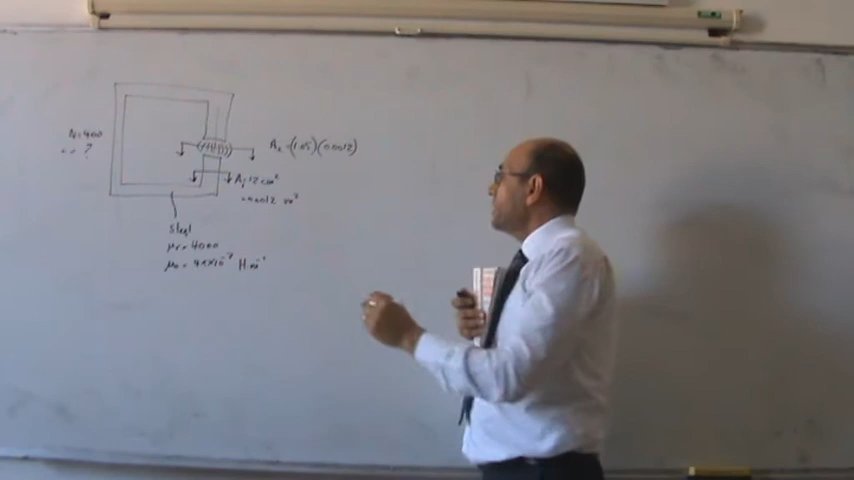 N=400
?
A₂=(1.05)(0.0012)
A₁=12 cm²
=0.0012 m²
Steel
μr = 4000
μ0 = 4π×10⁻⁷ H.m⁻¹